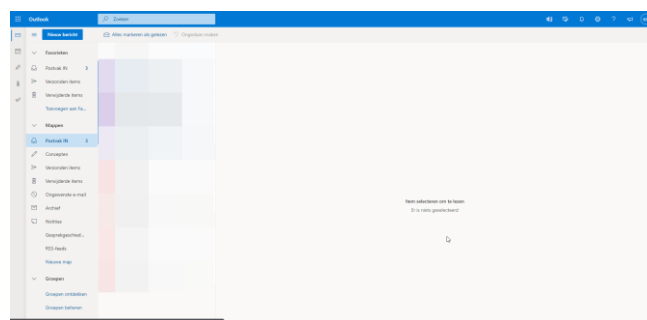 Outlook
Zoeken
Nieuw bericht
Alles markeren als gelezen
Ongedaan maken
Favorieten
Postvak IN
Verzonden items
Verwijderde items
Toevoegen aan fa...
Mappen
Postvak IN
Concepten
Verzonden items
Verwijderde items
Ongewenste e-mail
Archief
Notities
Gespreksgeschied...
RSS-feeds
Nieuwe map
Groepen
Groepen ontdekken
Groepen beheren
Item selecteren om te lezen
Er is niets geselecteerd